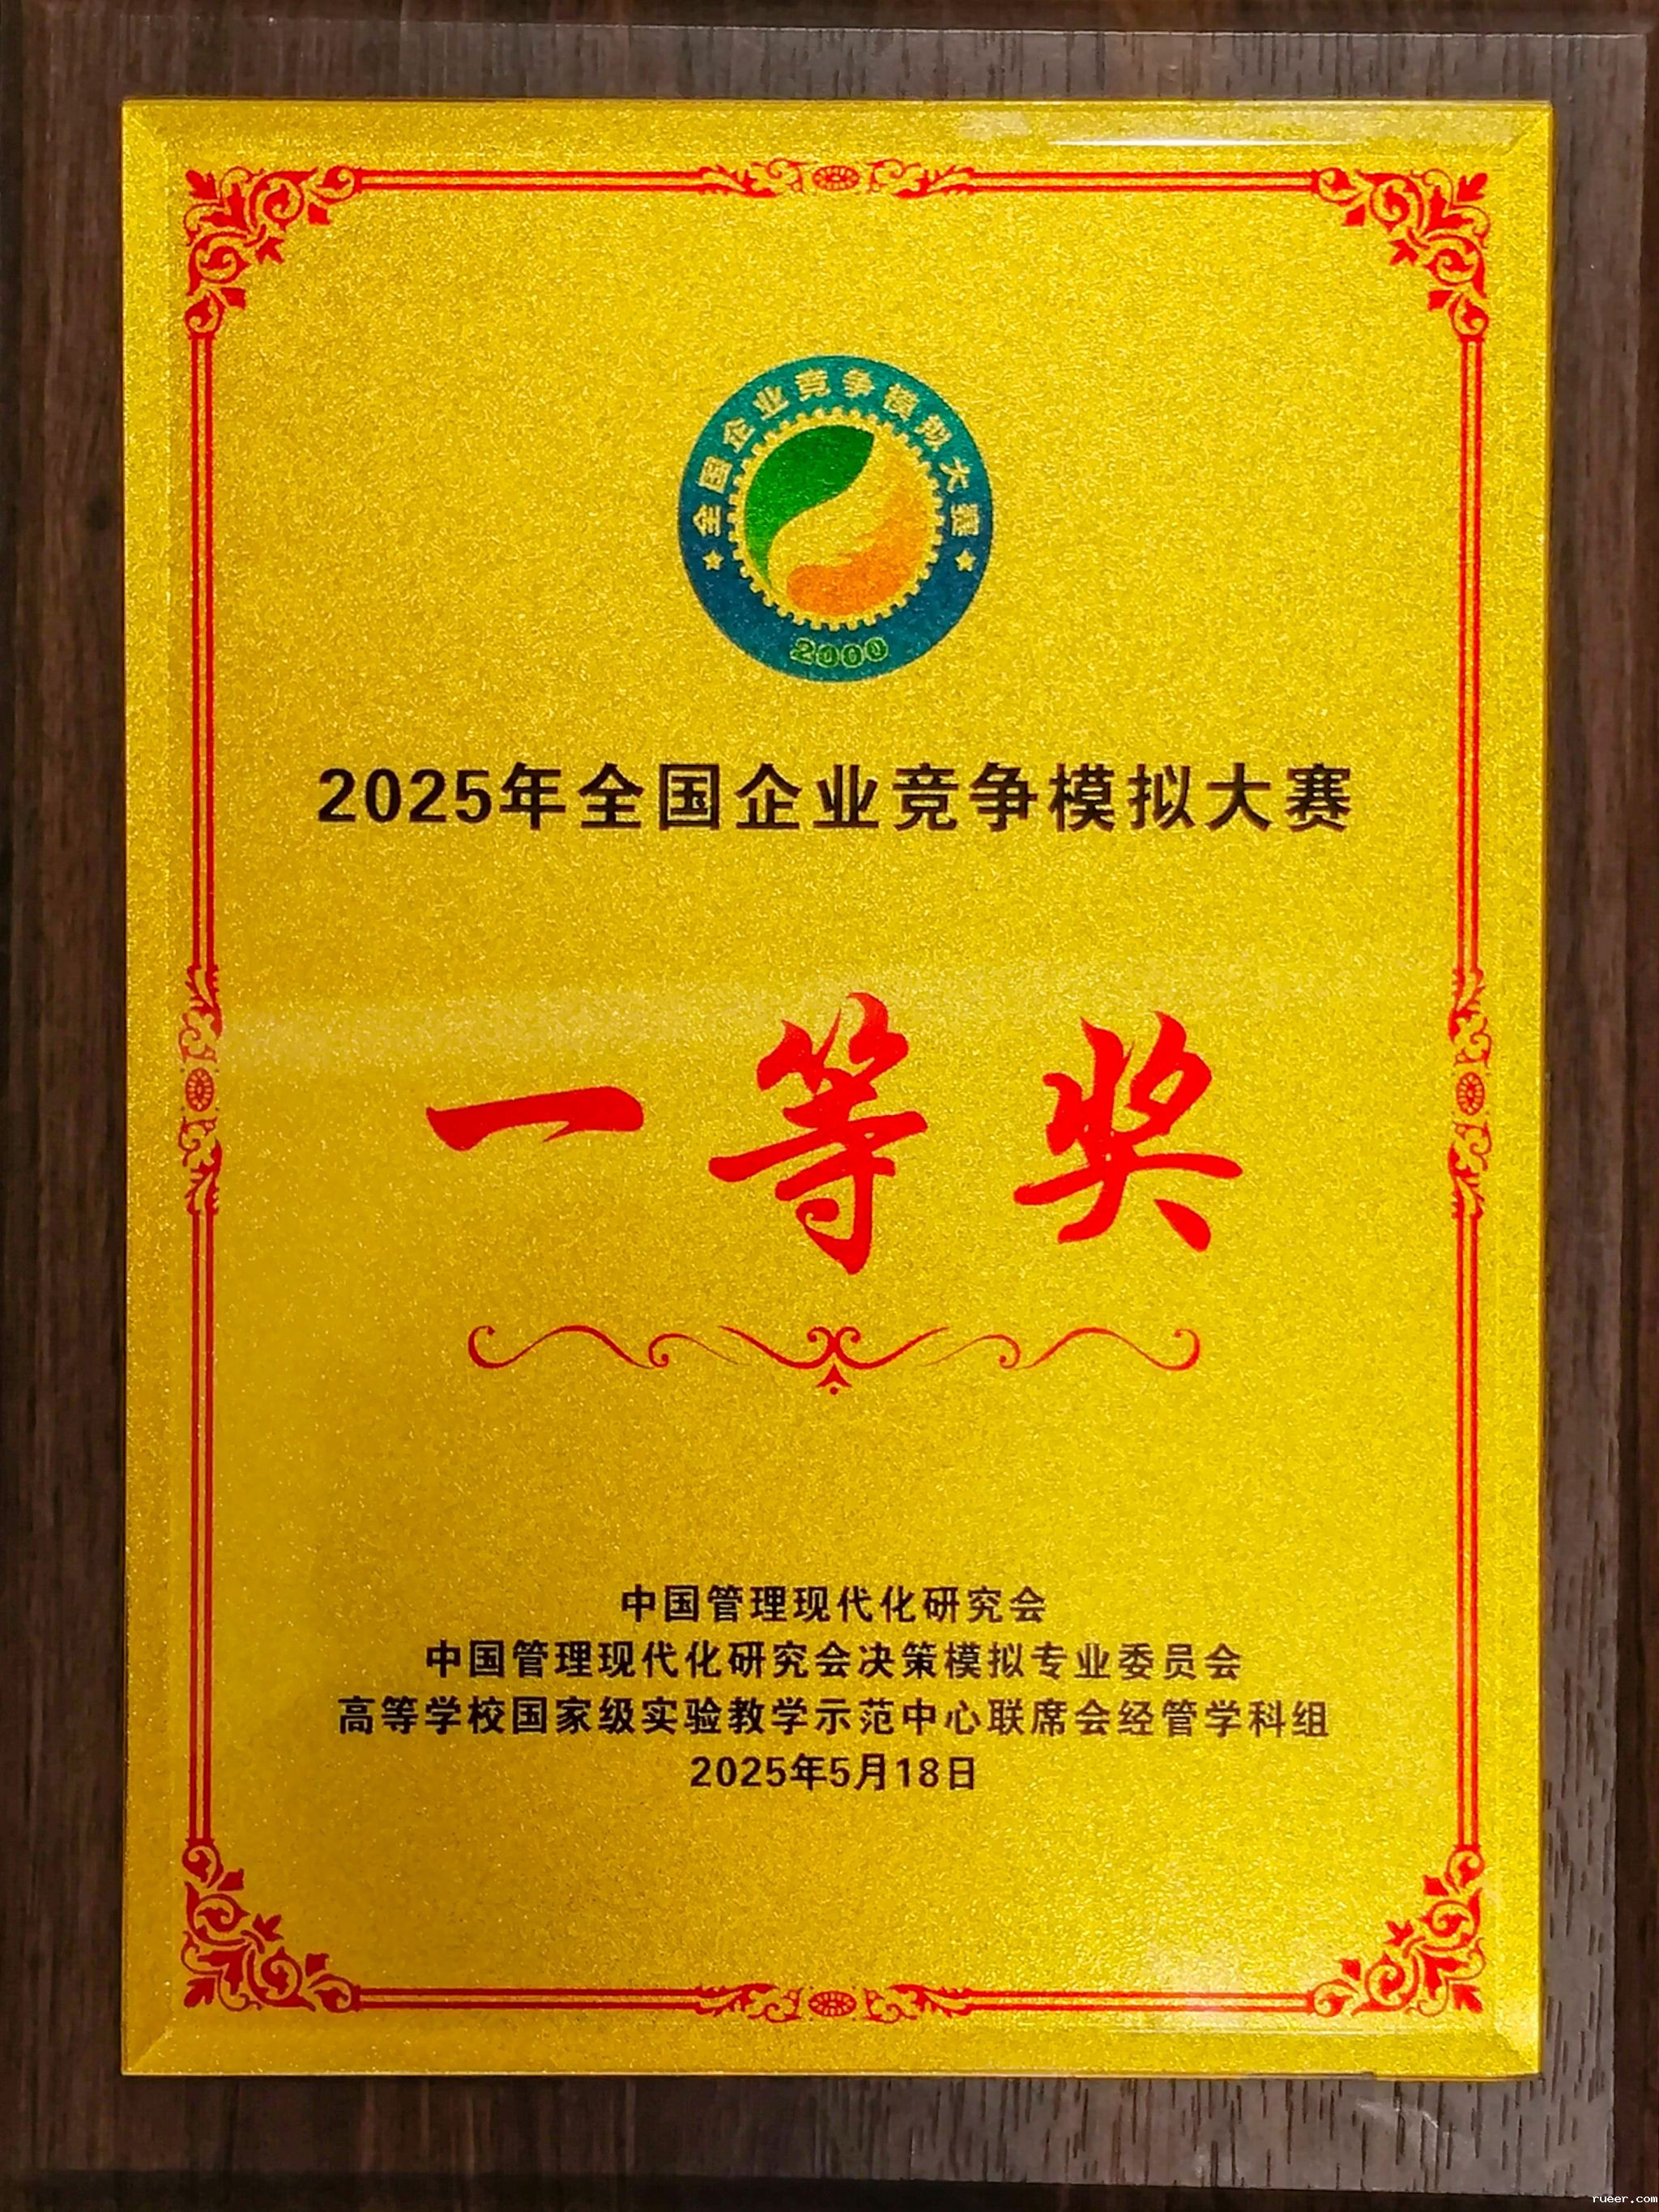 全国企业竞争模拟大赛
2000
2025年全国企业竞争模拟大赛
一等奖
中国管理现代化研究会
中国管理现代化研究会决策模拟专业委员会
高等学校国家级实验教学示范中心联席会经管学科组
2025年5月18日
rueer.com